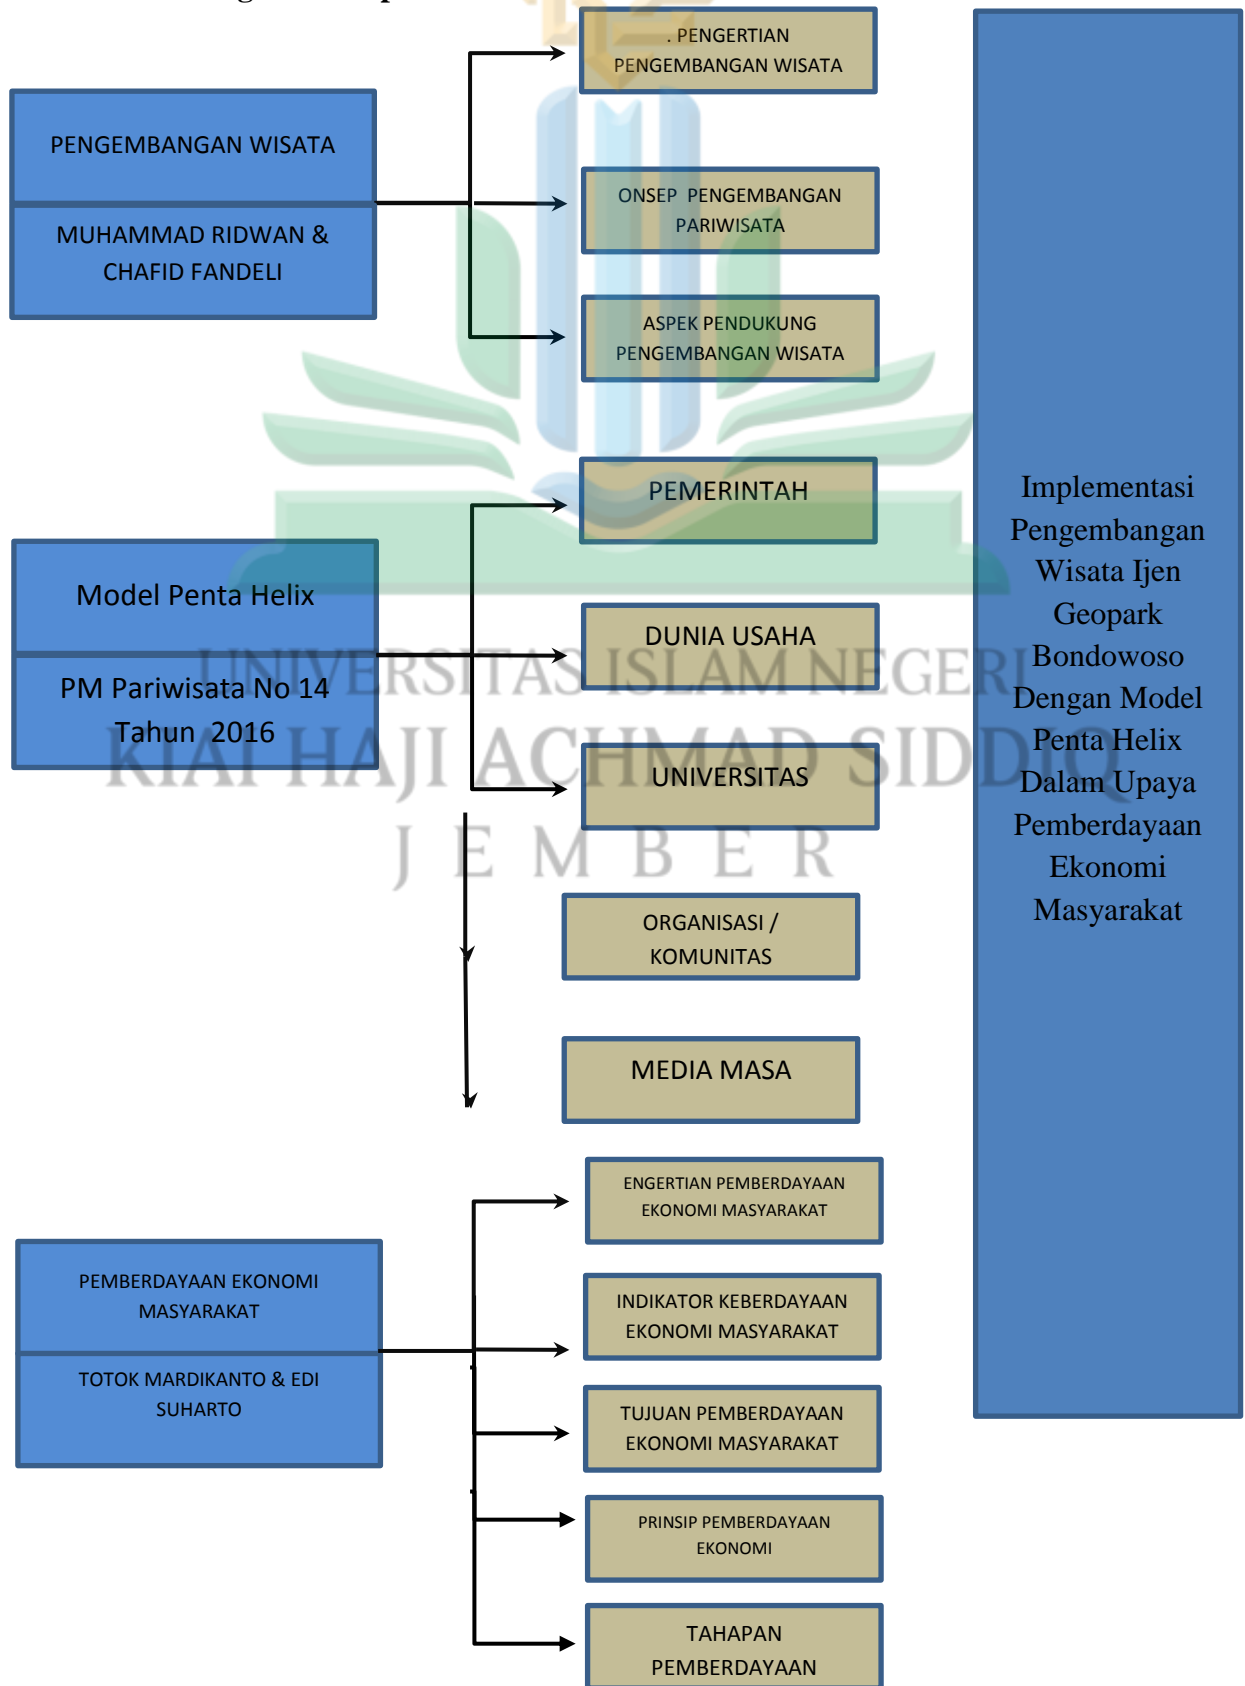 . PENGERTIAN
PENGEMBANGAN WISATA
PENGEMBANGAN WISATA
MUHAMMAD RIDWAN &
CHAFID FANDELI
ONSEP PENGEMBANGAN
PARIWISATA
ASPEK PENDUKUNG
PENGEMBANGAN WISATA
PEMERINTAH
Model Penta Helix
PM Pariwisata No 14
Tahun 2016
DUNIA USAHA
UNIVERSITAS
ORGANISASI /
KOMUNITAS
MEDIA MASA
ENGERTIAN PEMBERDAYAAN
EKONOMI MASYARAKAT
PEMBERDAYAAN EKONOMI
MASYARAKAT
TOTOK MARDIKANTO & EDI
SUHARTO
INDIKATOR KEBERDAYAAN
EKONOMI MASYARAKAT
TUJUAN PEMBERDAYAAN
EKONOMI MASYARAKAT
PRINSIP PEMBERDAYAAN
EKONOMI
TAHAPAN
PEMBERDAYAAN
Implementasi
Pengembangan
Wisata Ijen
Geopark
Bondowoso
Dengan Model
Penta Helix
Dalam Upaya
Pemberdayaan
Ekonomi
Masyarakat
UNIVERSITAS ISLAM NEGERI
KIAI HAJI ACHMAD SIDDIQ
JEMBER